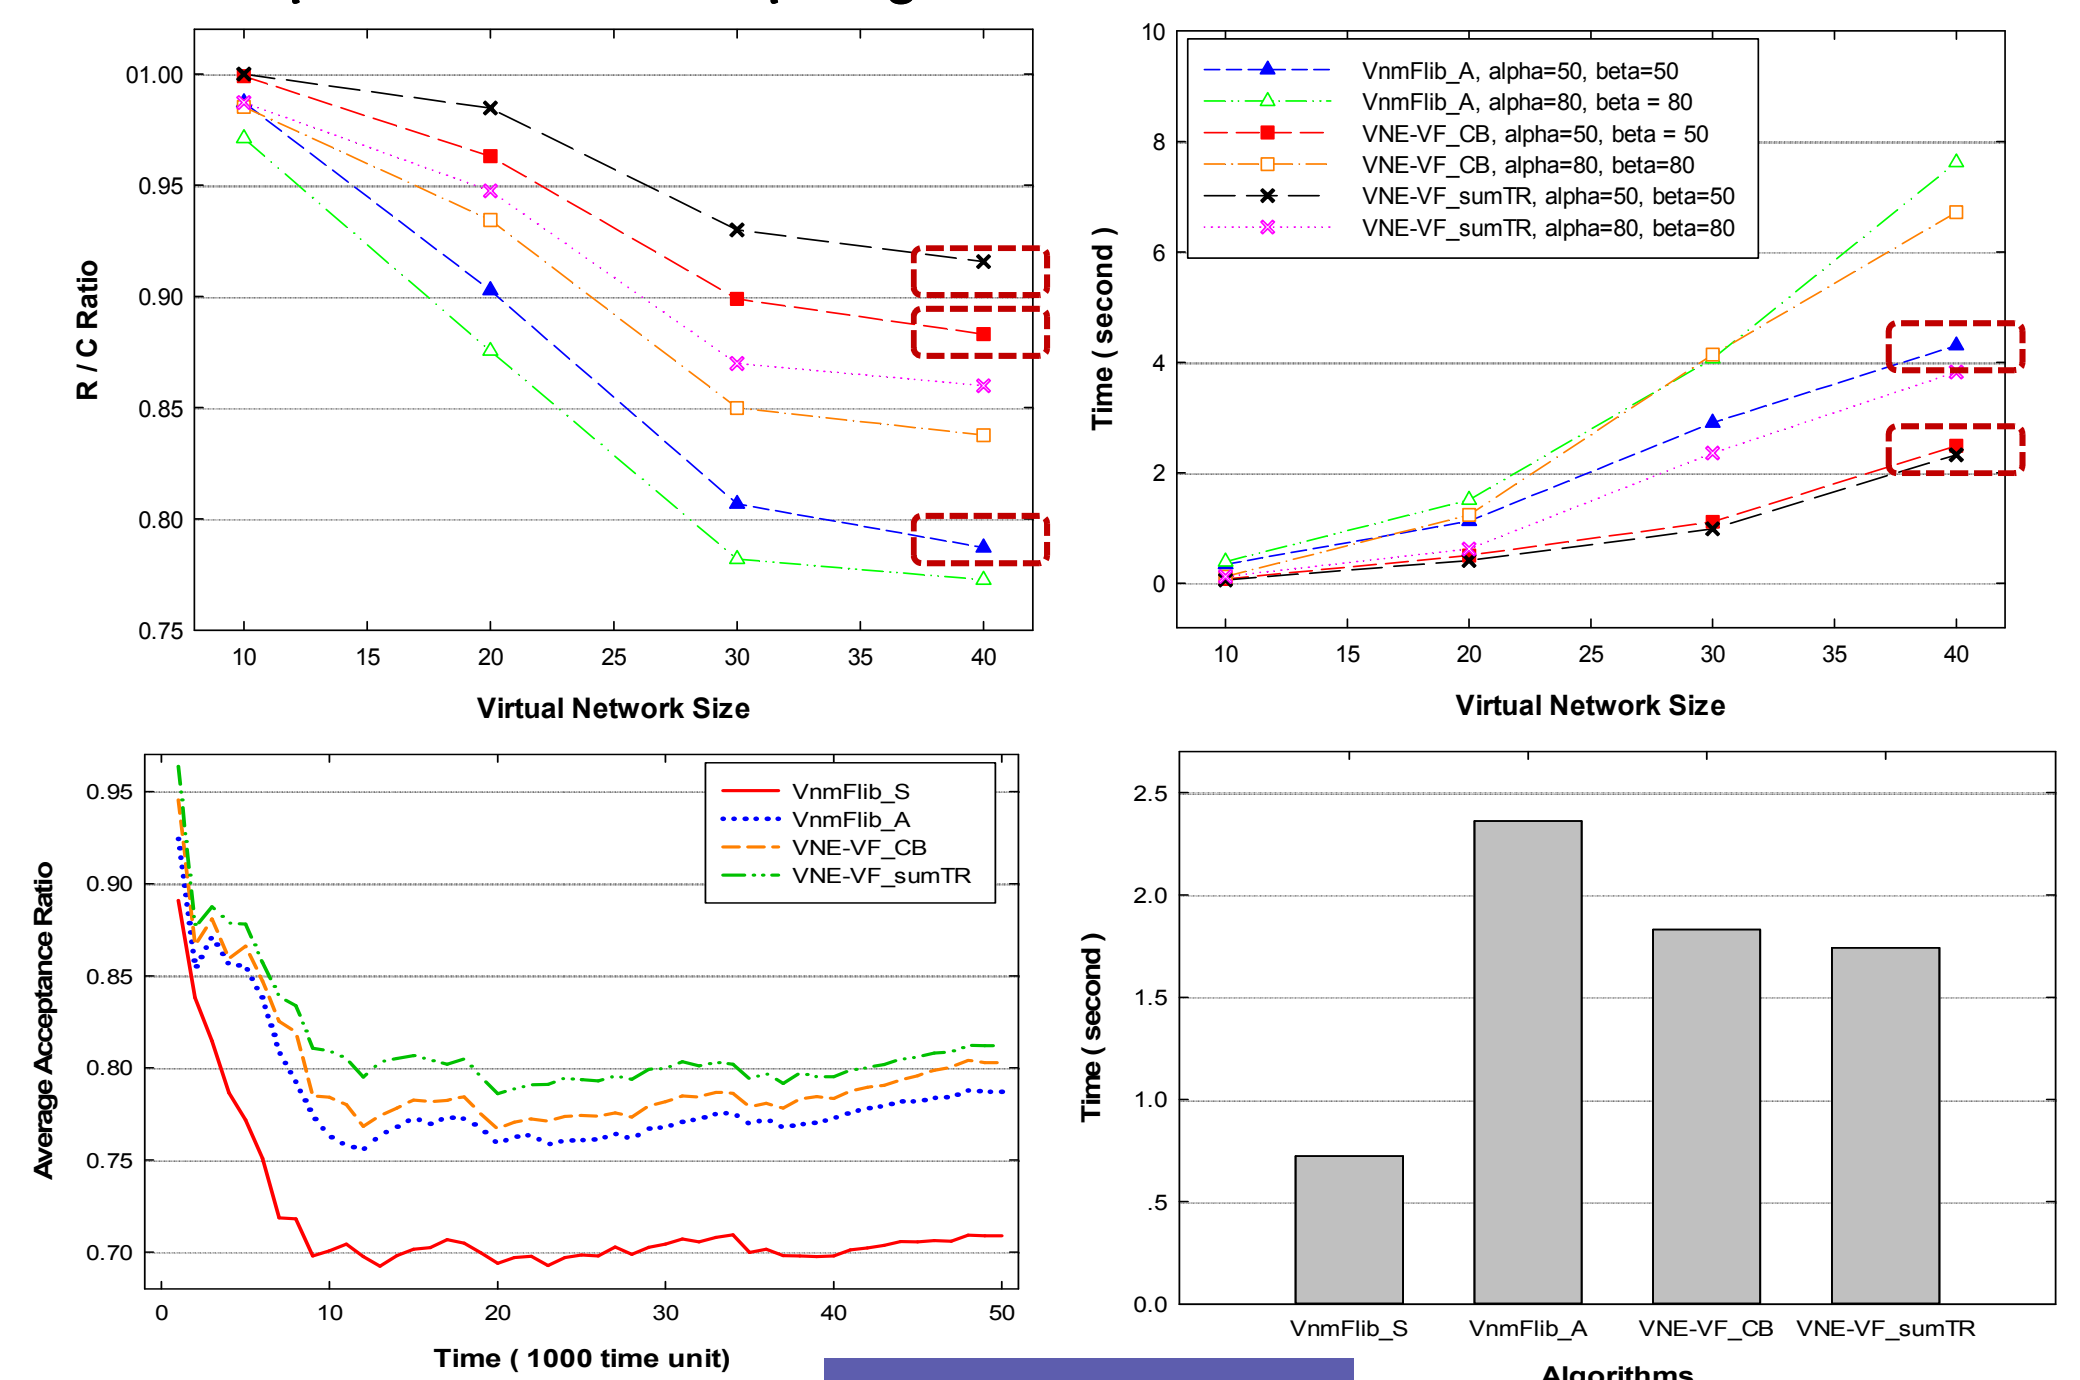 01.00
0.95
0.90
0.85
0.80
0.75
R / C Ratio
10 15 20 25 30 35 40
Virtual Network Size
10
8
6
4
2
0
Time ( second )
VnmFlib_A, alpha=50, beta=50
VnmFlib_A, alpha=80, beta = 80
VNE-VF_CB, alpha=50, beta = 50
VNE-VF_CB, alpha=80, beta=80
VNE-VF_sumTR, alpha=50, beta=50
VNE-VF_sumTR, alpha=80, beta=80
10 15 20 25 30 35 40
Virtual Network Size
0.95
0.90
0.85
0.80
0.75
0.70
Average Acceptance Ratio
VnmFlib_S
VnmFlib_A
VNE-VF_CB
VNE-VF_sumTR
0 10 20 30 40 50
Time ( 1000 time unit)
2.5
2.0
1.5
1.0
.5
0.0
Time ( second )
VnmFlib_S VnmFlib_A VNE-VF_CB VNE-VF_sumTR
Algorithms